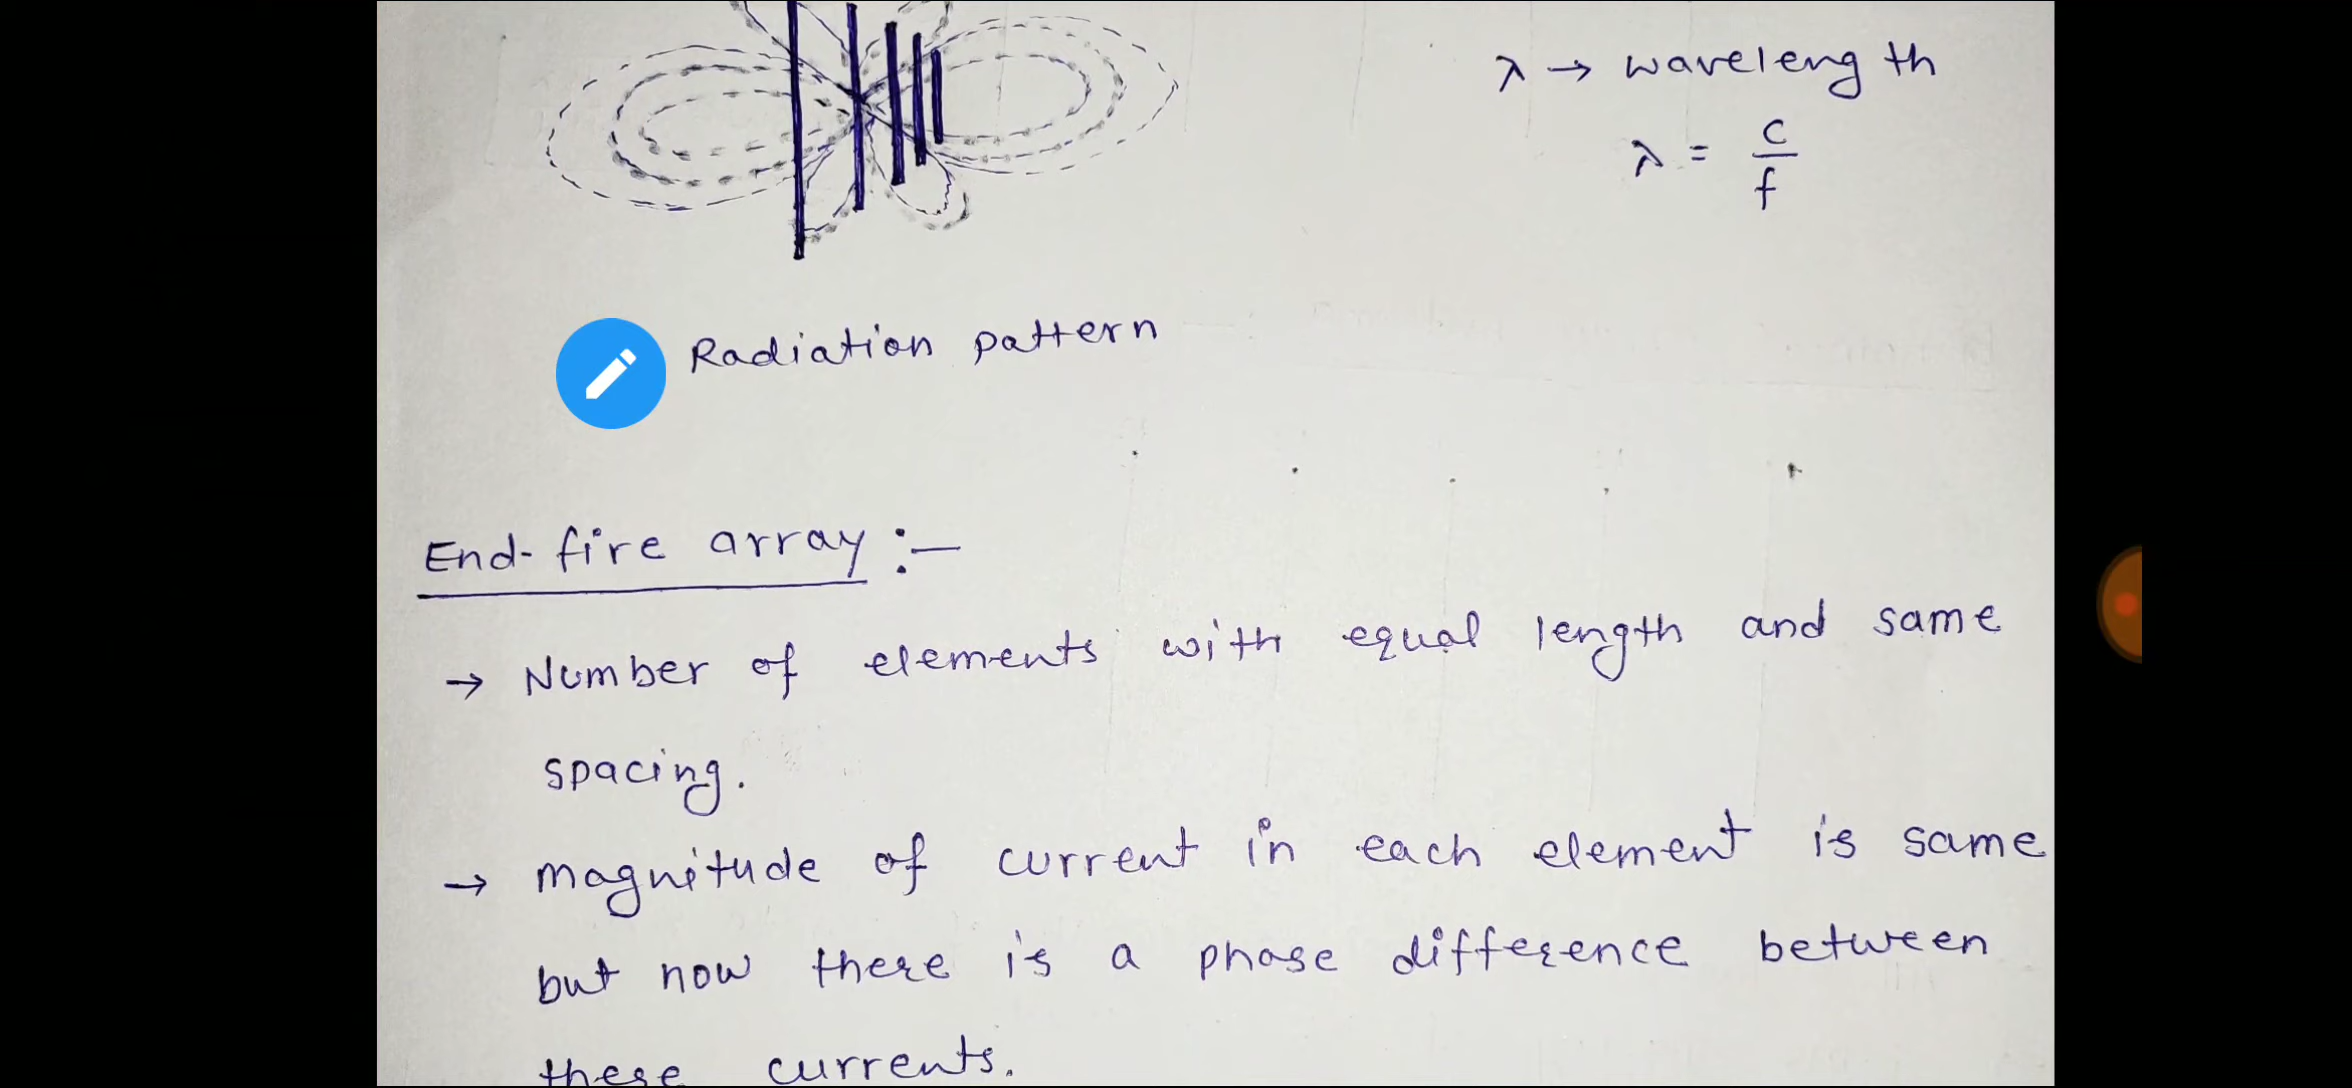 λ → wavelength
λ = c/f
Radiation pattern
End-fire array :-
→ Number of elements with equal length and same
spacing.
→ magnitude of current in each element is same
but now there is a phase difference between
these currents.